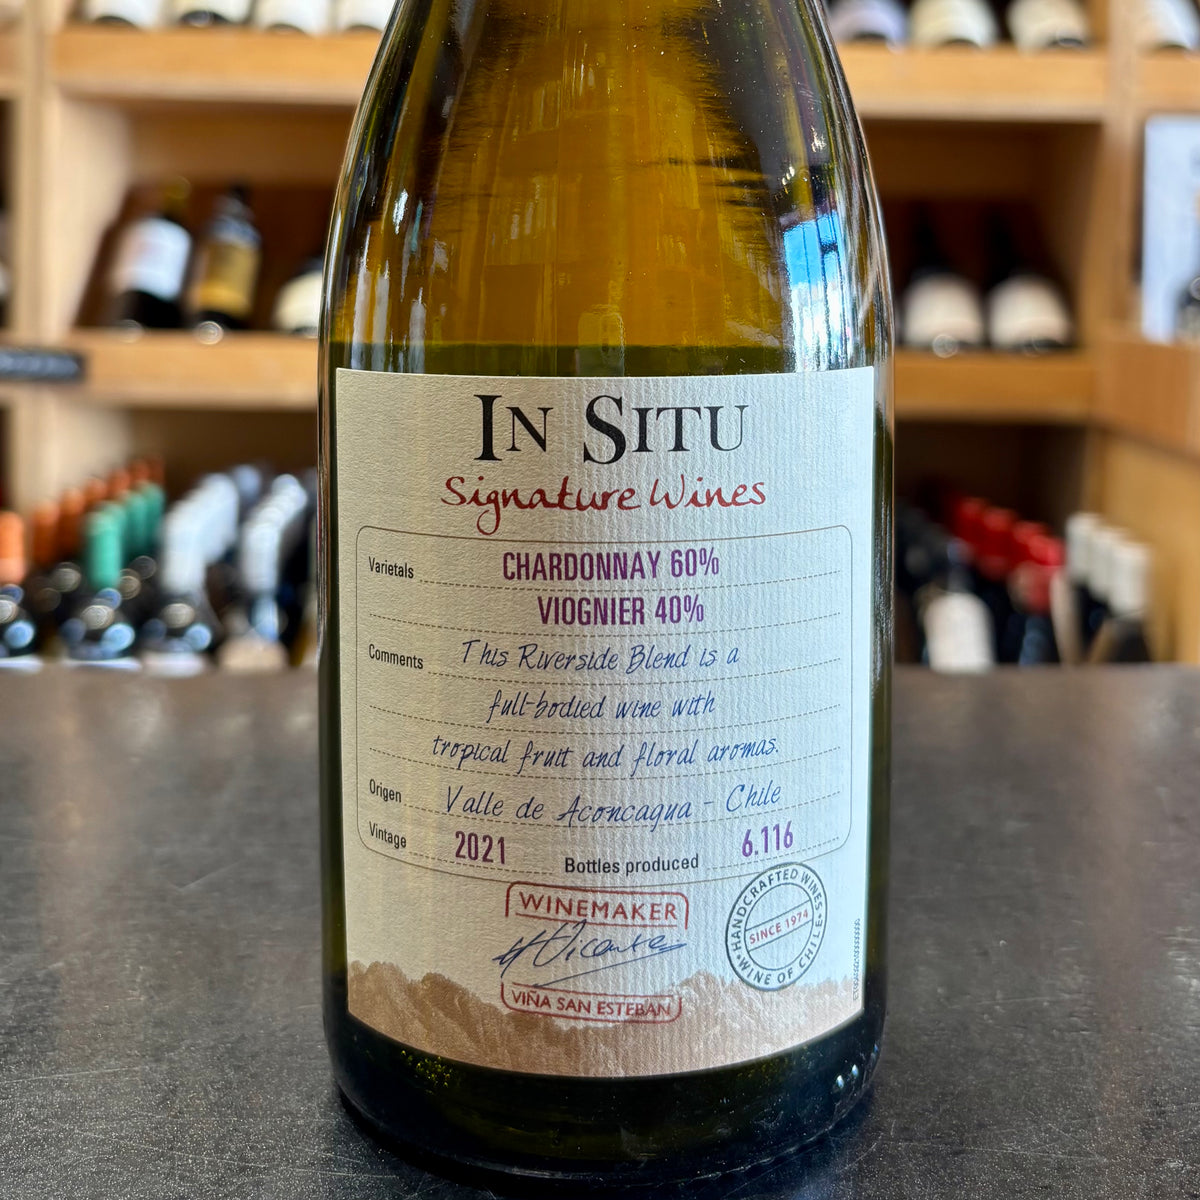 IN SITU
Signature Wines
Varietals CHARDONNAY 60%
VIOGNIER 40%
Comments This Riverside Blend is a
full-bodied wine with
tropical fruit and floral aromas.
Origen Valle de Aconcagua - Chile
Vintage 2021 Bottles produced 6.116
WINEMAKER
VIÑA SAN ESTEBAN
HANDCRAFTED WINES
SINCE 1974
WINE OF CHILE